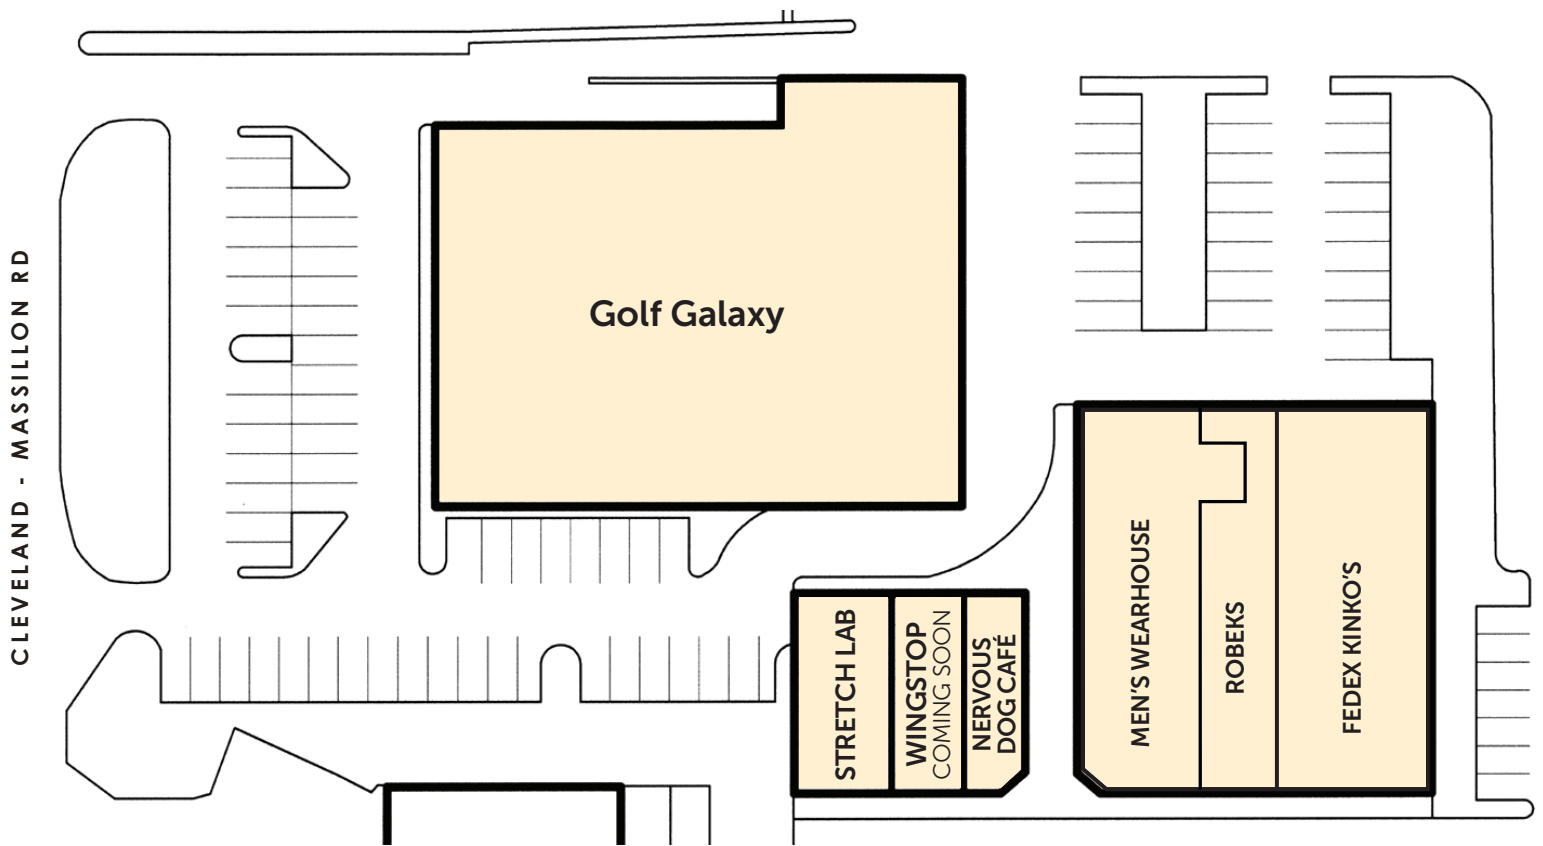 CLEVELAND - MASSILLON RD
Golf Galaxy
STRETCH LAB
WINGSTOP
COMING SOON
NERVOUS
DOG CAFÉ
MEN'S WEARHOUSE
ROBEKS
FEDEX KINKO'S